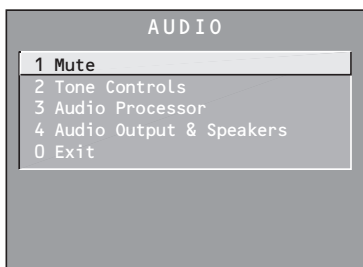 AUDIO
1 Mute
2 Tone Controls
3 Audio Processor
4 Audio Output & Speakers
0 Exit